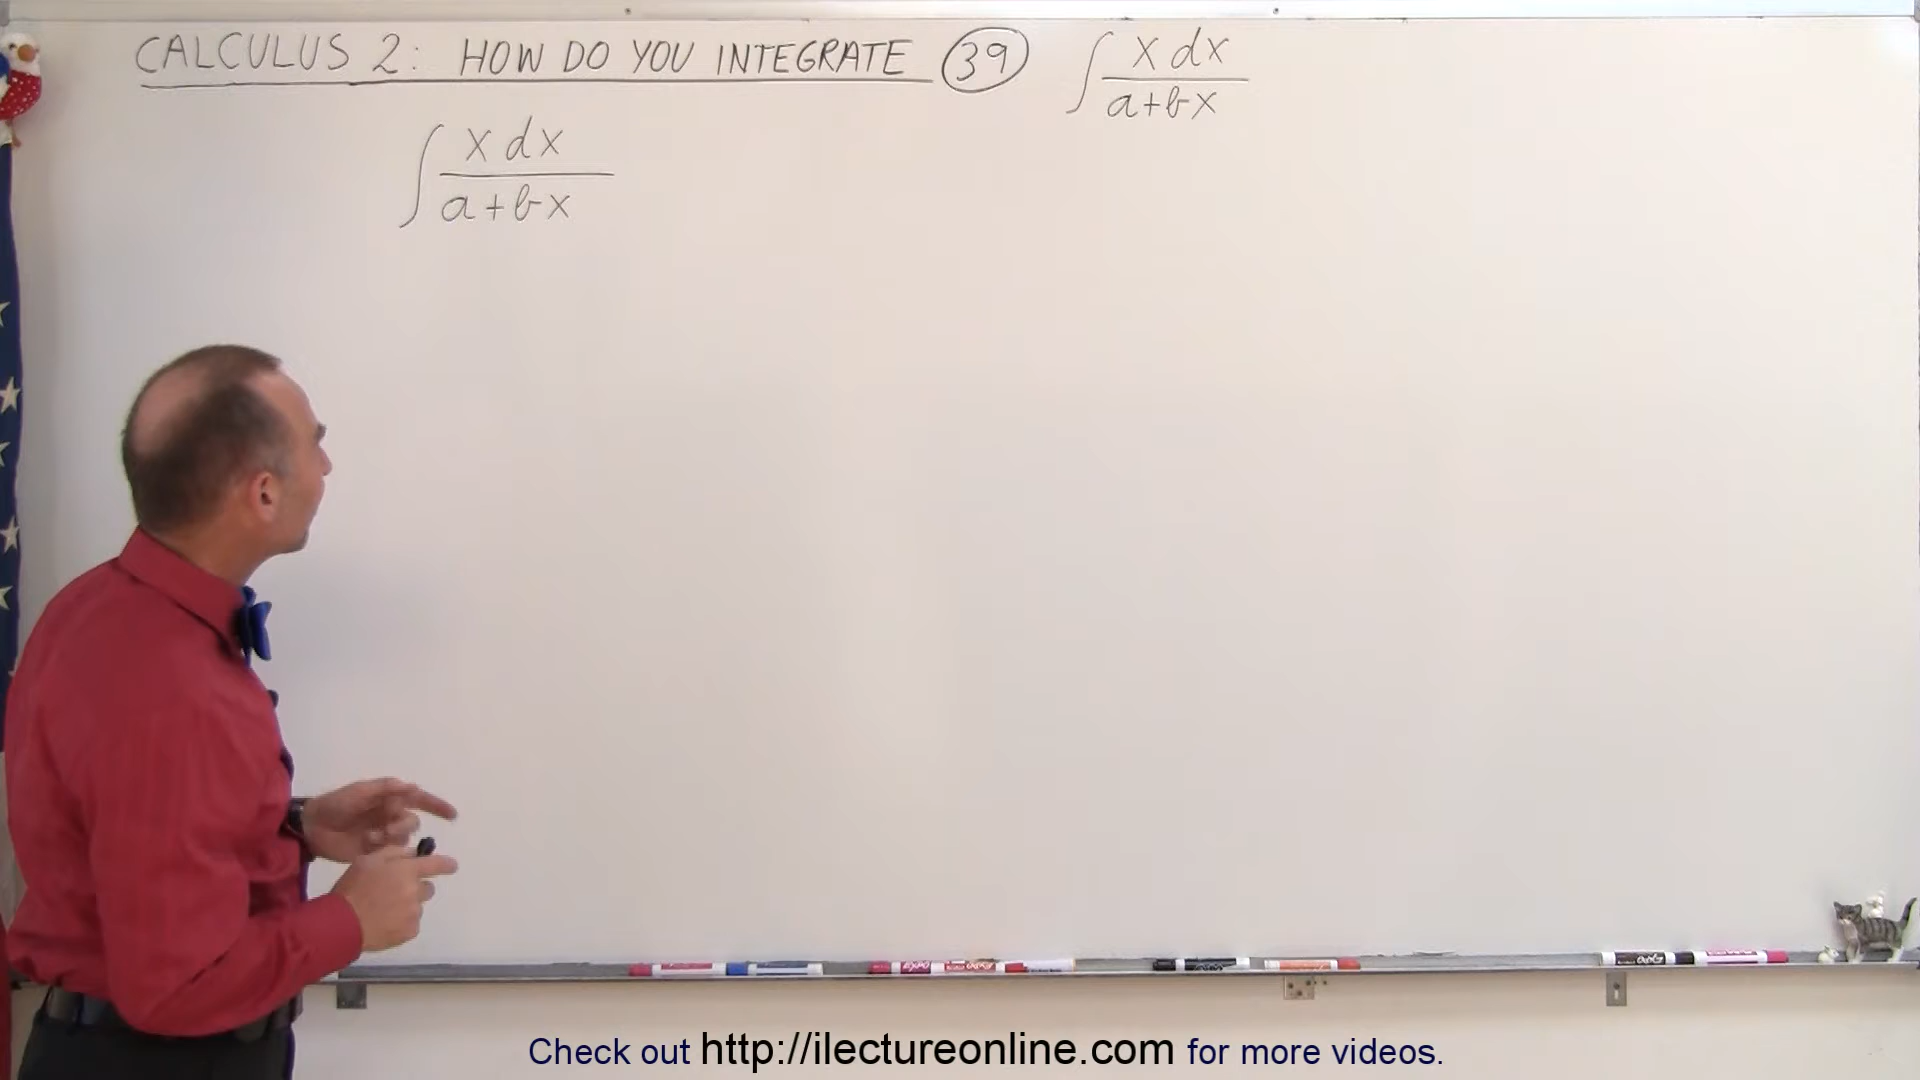 CALCULUS 2: HOW DO YOU INTEGRATE 39 ∫ x dx / a+bx
∫ x dx / a+bx
EXPO
Check out http://ilectureonline.com for more videos.